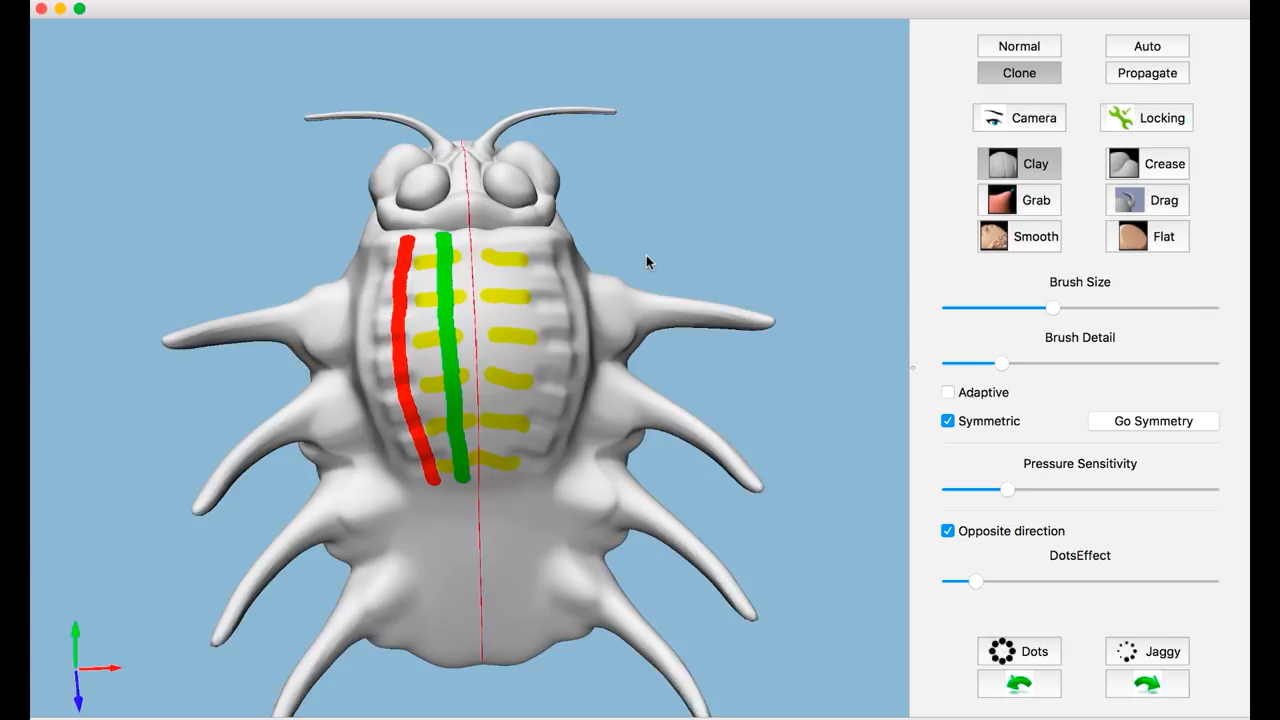 Normal Auto
Clone Propagate
Camera Locking
Clay Crease
Grab Drag
Smooth Flat
Brush Size
Brush Detail
Adaptive
Symmetric Go Symmetry
Pressure Sensitivity
Opposite direction
DotsEffect
Dots Jaggy